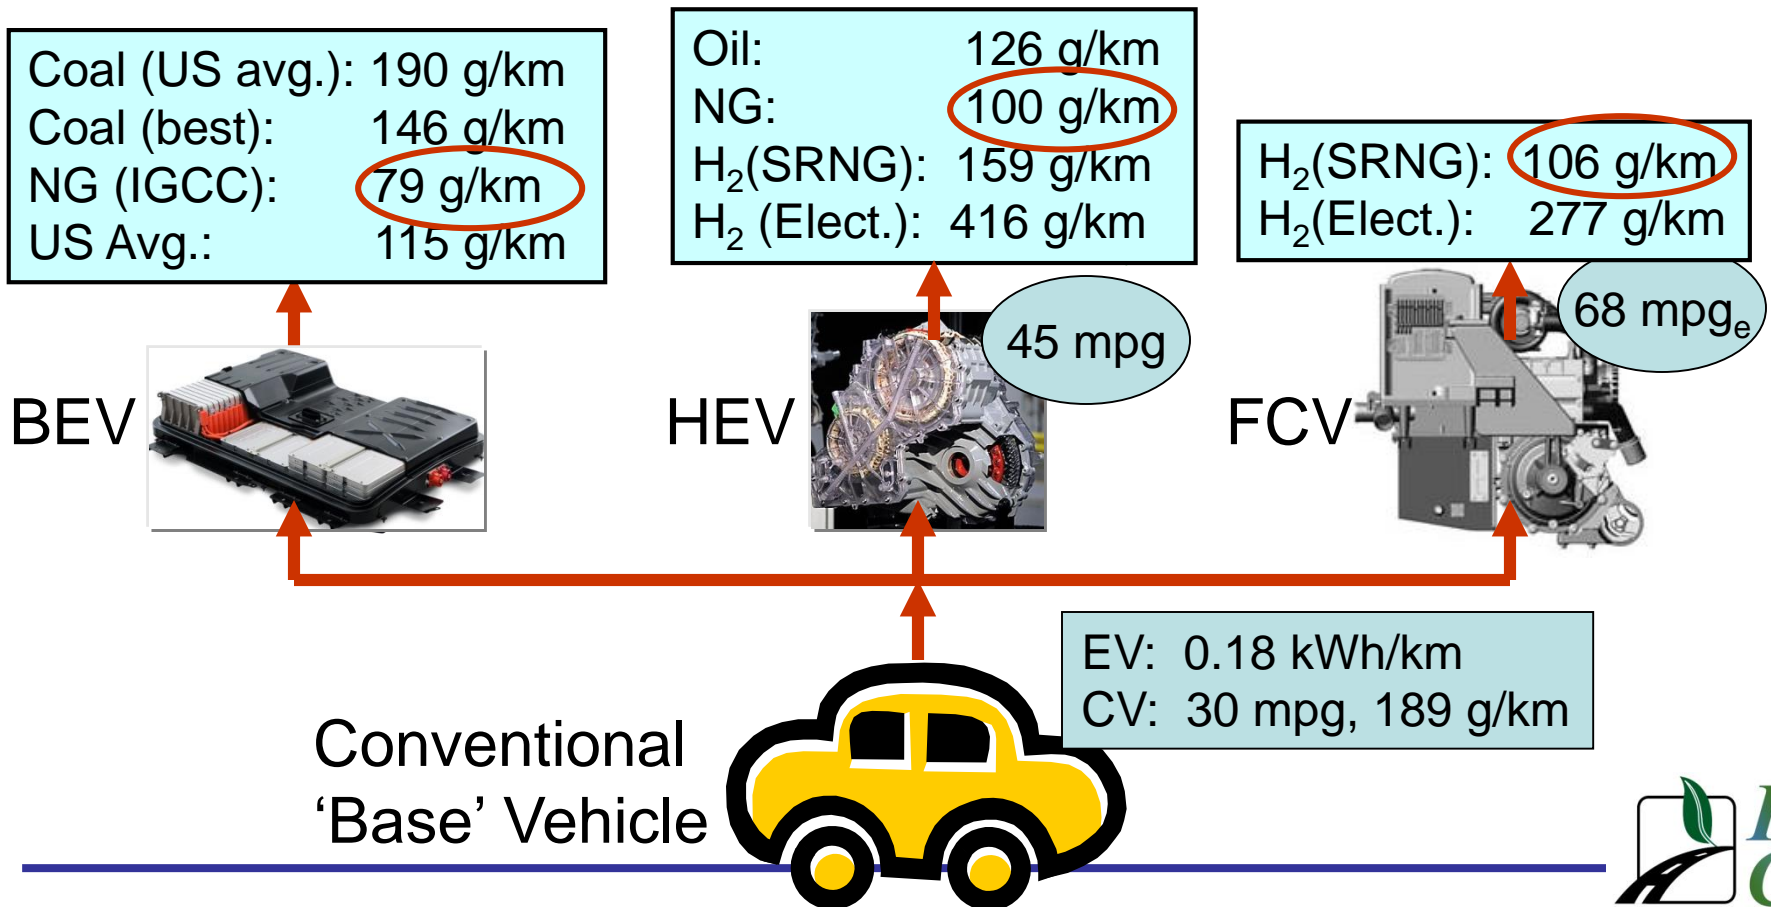 Coal (US avg.): 190 g/km
Coal (best): 146 g/km
NG (IGCC): 79 g/km
US Avg.: 115 g/km
Oil: 126 g/km
NG: 100 g/km
H₂(SRNG): 159 g/km
H₂ (Elect.): 416 g/km
H₂(SRNG): 106 g/km
H₂(Elect.): 277 g/km
45 mpg
68 mpgₑ
BEV
HEV
FCV
EV: 0.18 kWh/km
CV: 30 mpg, 189 g/km
Conventional
‘Base’ Vehicle